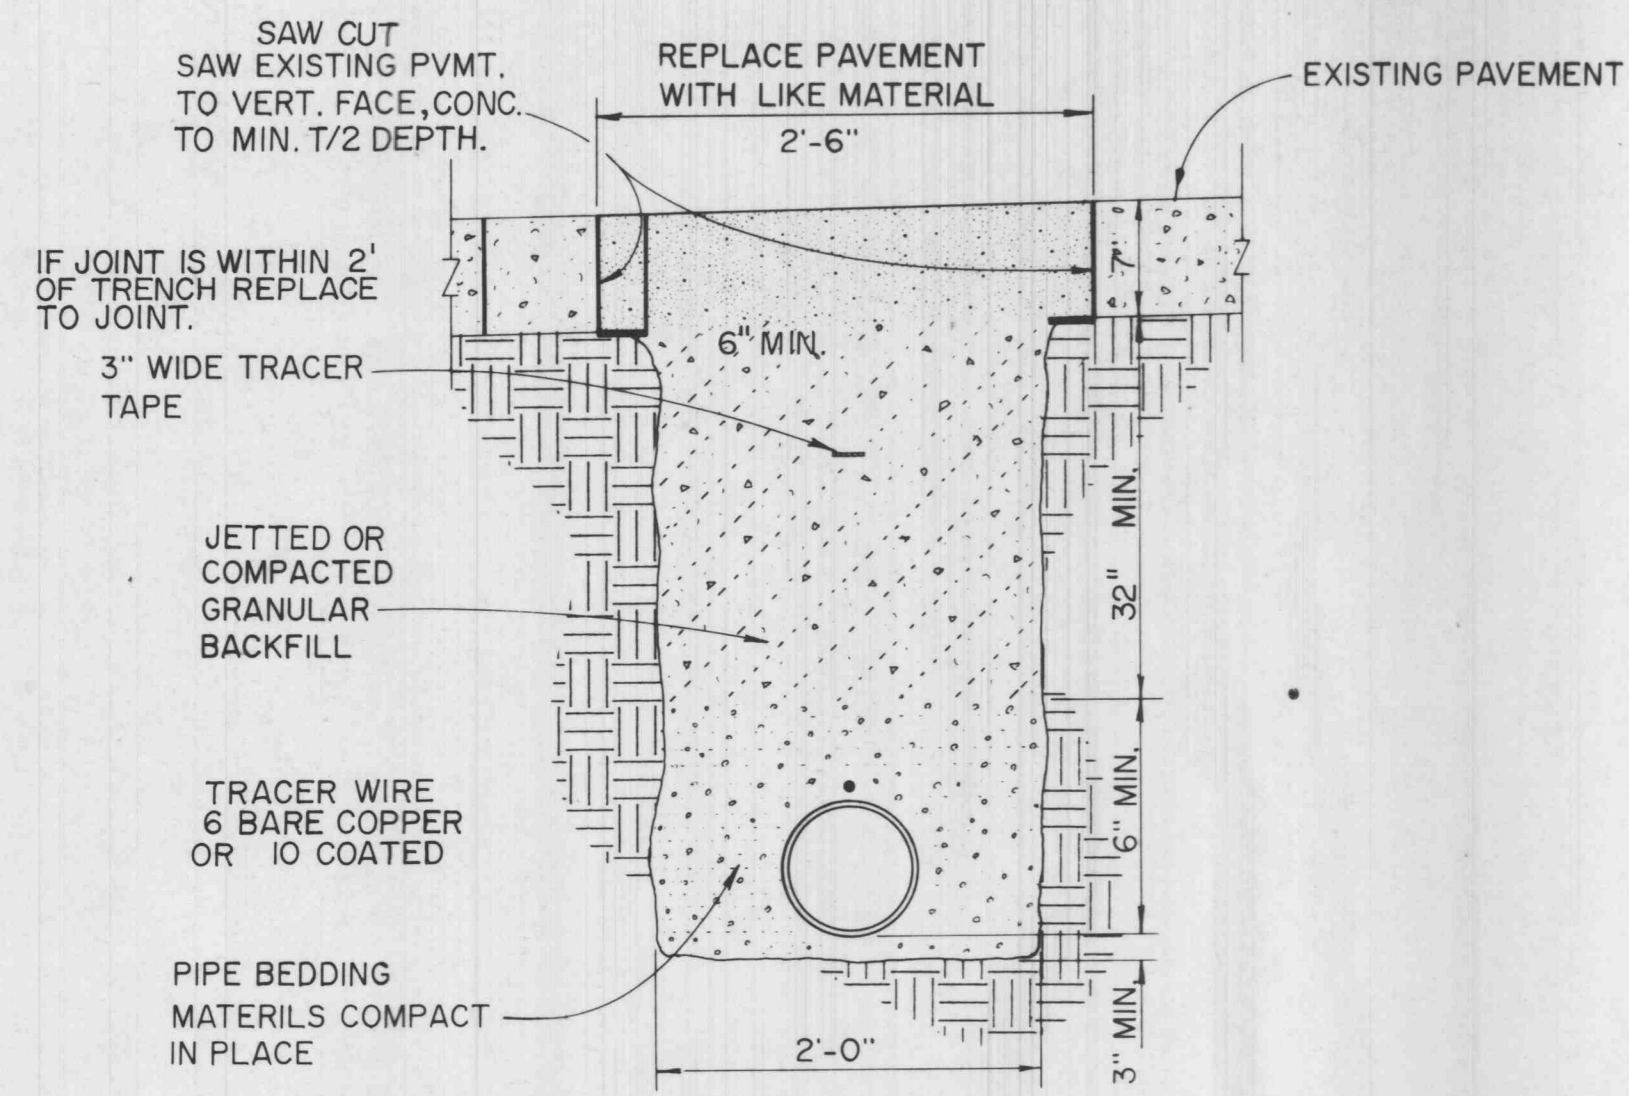 SAW CUT
SAW EXISTING PVMT.
TO VERT. FACE, CONC.
TO MIN. T/2 DEPTH.
REPLACE PAVEMENT
WITH LIKE MATERIAL
2'-6"
EXISTING PAVEMENT
7"
IF JOINT IS WITHIN 2'
OF TRENCH REPLACE
TO JOINT.
6" MIN.
3" WIDE TRACER
TAPE
32" MIN.
JETTED OR
COMPACTED
GRANULAR
BACKFILL
6" MIN.
TRACER WIRE
6 BARE COPPER
OR 10 COATED
PIPE BEDDING
MATERILS COMPACT
IN PLACE
2'-0"
3" MIN.